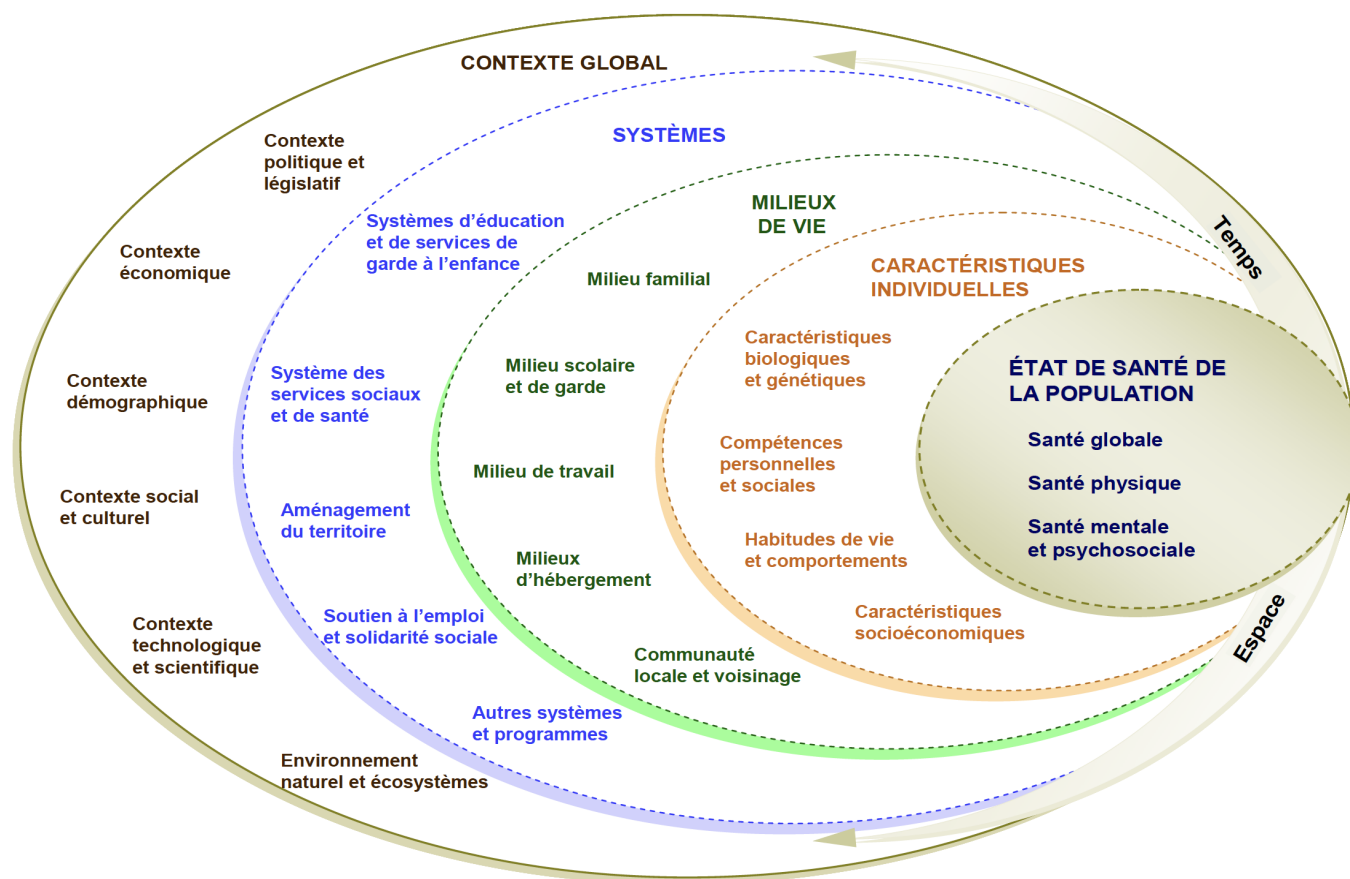 CONTEXTE GLOBAL
Contexte
politique et
législatif
Contexte
économique
Contexte
démographique
Contexte social
et culturel
Contexte
technologique
et scientifique
Environnement
naturel et écosystèmes
SYSTÈMES
Systèmes d’éducation
et de services de
garde à l’enfance
Système des
services sociaux
et de santé
Aménagement
du territoire
Soutien à l’emploi
et solidarité sociale
Autres systèmes
et programmes
MILIEUX
DE VIE
Milieu familial
Milieu scolaire
et de garde
Milieu de travail
Milieux
d’hébergement
Communauté
locale et voisinage
CARACTÉRISTIQUES
INDIVIDUELLES
Caractéristiques
biologiques
et génétiques
Compétences
personnelles
et sociales
Habitudes de vie
et comportements
Caractéristiques
socioéconomiques
ÉTAT DE SANTÉ DE
LA POPULATION
Santé globale
Santé physique
Santé mentale
et psychosociale
Temps
Espace